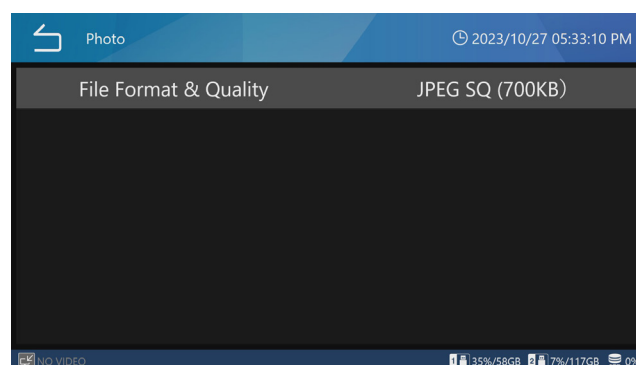 Photo
2023/10/27 05:33:10 PM
File Format & Quality JPEG SQ (700KB）
NO VIDEO
1 35%/58GB 2 7%/117GB 0%